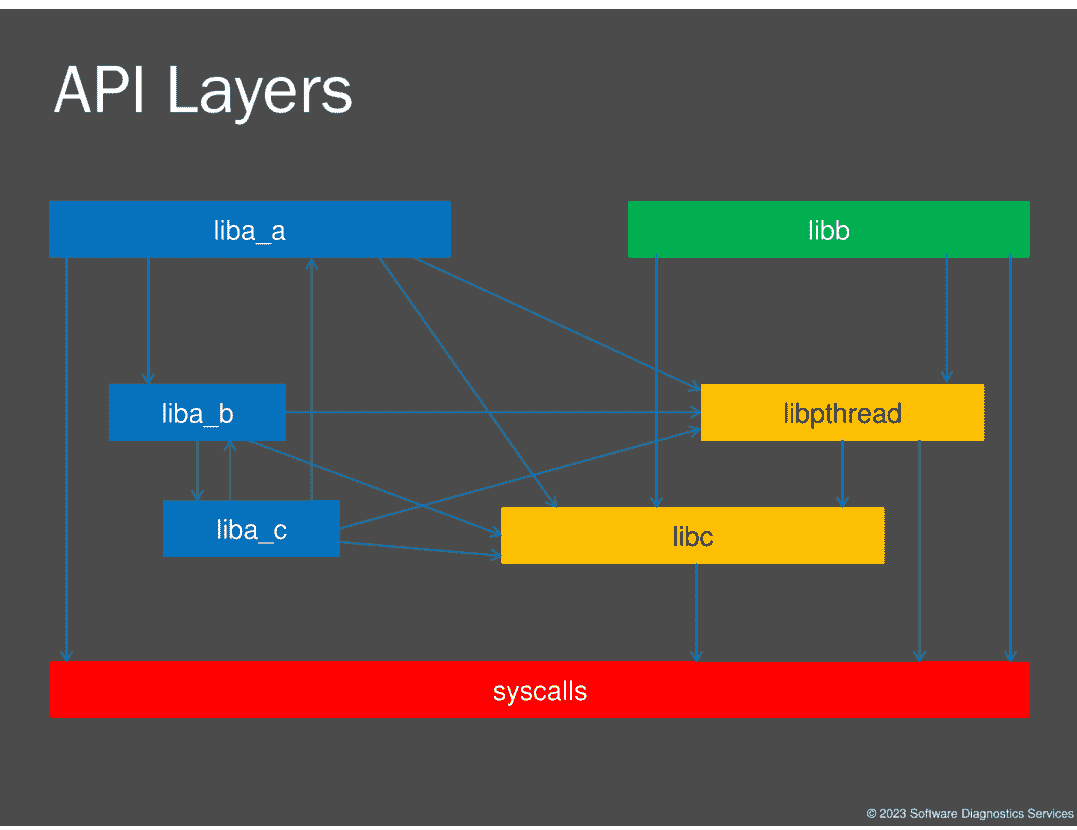 API Layers
liba_a
libb
liba_b
libpthread
liba_c
libc
syscalls
© 2023 Software Diagnostics Services